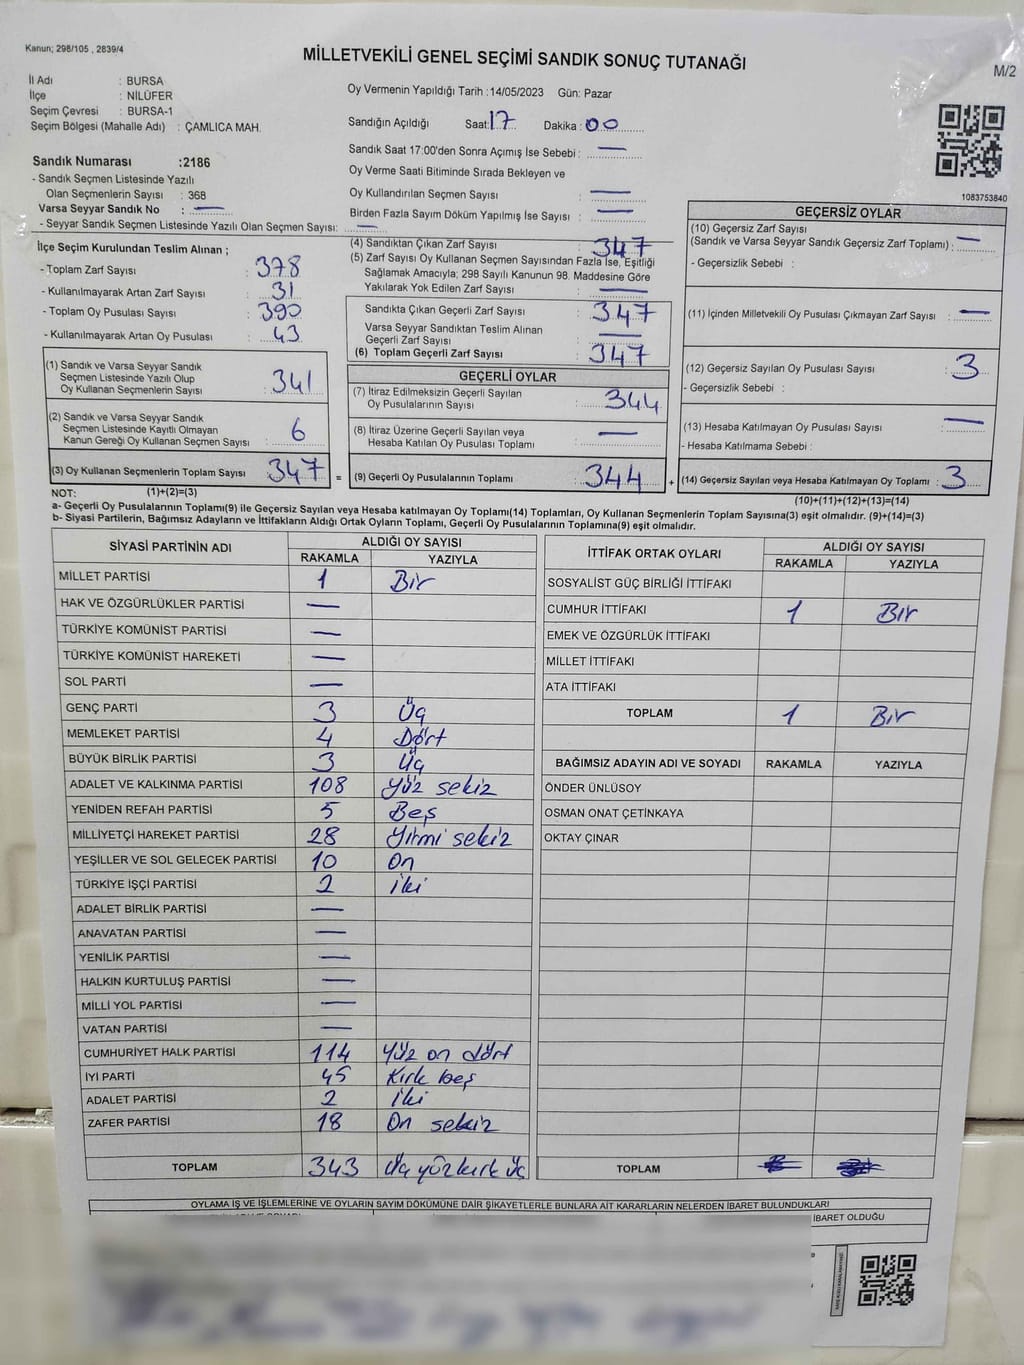 Kanun; 298/105 , 2839/4
MİLLETVEKİLİ GENEL SEÇİMİ SANDIK SONUÇ TUTANAĞI
M/2
İl Adı : BURSA
İlçe : NİLÜFER
Seçim Çevresi : BURSA-1
Seçim Bölgesi (Mahalle Adı) : ÇAMLICA MAH.
Oy Vermenin Yapıldığı Tarih :14/05/2023 Gün: Pazar
Sandığın Açıldığı Saat: 17 Dakika : 00
Sandık Saat 17:00'den Sonra Açımış İse Sebebi : —
Oy Verme Saati Bitiminde Sırada Bekleyen ve
Oy Kullandırılan Seçmen Sayısı —
Birden Fazla Sayım Döküm Yapılmış İse Sayısı : —
1083753840
Sandık Numarası :2186
- Sandık Seçmen Listesinde Yazılı
Olan Seçmenlerin Sayısı : 368
Varsa Seyyar Sandık No : —
- Seyyar Sandık Seçmen Listesinde Yazılı Olan Seçmen Sayısı: —
İlçe Seçim Kurulundan Teslim Alınan ;
- Toplam Zarf Sayısı : 378
- Kullanılmayarak Artan Zarf Sayısı : 31
- Toplam Oy Pusulası Sayısı : 390
- Kullanılmayarak Artan Oy Pusulası : 43
(1) Sandık ve Varsa Seyyar Sandık
Seçmen Listesinde Yazılı Olup
Oy Kullanan Seçmenlerin Sayısı : 341
(2) Sandık ve Varsa Seyyar Sandık
Seçmen Listesinde Kayıtlı Olmayan
Kanun Gereği Oy Kullanan Seçmen Sayısı : 6
(3) Oy Kullanan Seçmenlerin Toplam Sayısı 347 =
(4) Sandıktan Çıkan Zarf Sayısı : 347
(5) Zarf Sayısı Oy Kullanan Seçmen Sayısından Fazla İse, Eşitliği
Sağlamak Amacıyla; 298 Sayılı Kanunun 98. Maddesine Göre
Yakılarak Yok Edilen Zarf Sayısı : —
Sandıkta Çıkan Geçerli Zarf Sayısı : 347
Varsa Seyyar Sandıktan Teslim Alınan
Geçerli Zarf Sayısı : —
(6) Toplam Geçerli Zarf Sayısı : 347
GEÇERLİ OYLAR
(7) İtiraz Edilmeksizin Geçerli Sayılan
Oy Pusulalarının Sayısı : 344
(8) İtiraz Üzerine Geçerli Sayılan veya
Hesaba Katılan Oy Pusulası Toplamı : —
(9) Geçerli Oy Pusulalarının Toplamı : 344 +
GEÇERSİZ OYLAR
(10) Geçersiz Zarf Sayısı
(Sandık ve Varsa Seyyar Sandık Geçersiz Zarf Toplamı) : —
- Geçersizlik Sebebi :
(11) İçinden Milletvekili Oy Pusulası Çıkmayan Zarf Sayısı : —
(12) Geçersiz Sayılan Oy Pusulası Sayısı : 3
- Geçersizlik Sebebi :
(13) Hesaba Katılmayan Oy Pusulası Sayısı : —
- Hesaba Katılmama Sebebi :
(14) Geçersiz Sayılan veya Hesaba Katılmayan Oy Toplamı : 3
NOT: (1)+(2)=(3) (10)+(11)+(12)+(13)=(14)
a- Geçerli Oy Pusulalarının Toplamı(9) ile Geçersiz Sayılan veya Hesaba katılmayan Oy Toplamı(14) Toplamları, Oy Kullanan Seçmenlerin Toplam Sayısına(3) eşit olmalıdır. (9)+(14)=(3)
b- Siyasi Partilerin, Bağımsız Adayların ve İttifakların Aldığı Ortak Oyların Toplamı, Geçerli Oy Pusulalarının Toplamına(9) eşit olmalıdır.
SİYASİ PARTİNİN ADI ALDIĞI OY SAYISI
RAKAMLA YAZIYLA
MİLLET PARTİSİ 1 Bir
HAK VE ÖZGÜRLÜKLER PARTİSİ —
TÜRKİYE KOMÜNİST PARTİSİ —
TÜRKİYE KOMÜNİST HAREKETİ —
SOL PARTİ —
GENÇ PARTİ 3 Üç
MEMLEKET PARTİSİ 4 Dört
BÜYÜK BİRLİK PARTİSİ 3 Üç
ADALET VE KALKINMA PARTİSİ 108 Yüz sekiz
YENİDEN REFAH PARTİSİ 5 Beş
MİLLİYETÇİ HAREKET PARTİSİ 28 Yirmi sekiz
YEŞİLLER VE SOL GELECEK PARTİSİ 10 On
TÜRKİYE İŞÇİ PARTİSİ 2 İki
ADALET BİRLİK PARTİSİ —
ANAVATAN PARTİSİ —
YENİLİK PARTİSİ —
HALKIN KURTULUŞ PARTİSİ —
MİLLİ YOL PARTİSİ —
VATAN PARTİSİ —
CUMHURİYET HALK PARTİSİ 114 Yüz on dört
İYİ PARTİ 45 Kırk beş
ADALET PARTİSİ 2 İki
ZAFER PARTİSİ 18 On sekiz
TOPLAM 343 Üç yüz kırk üç
İTTİFAK ORTAK OYLARI ALDIĞI OY SAYISI
RAKAMLA YAZIYLA
SOSYALİST GÜÇ BİRLİĞİ İTTİFAKI
CUMHUR İTTİFAKI 1 Bir
EMEK VE ÖZGÜRLÜK İTTİFAKI
MİLLET İTTİFAKI
ATA İTTİFAKI
TOPLAM 1 Bir
BAĞIMSIZ ADAYIN ADI VE SOYADI RAKAMLA YAZIYLA
ÖNDER ÜNLÜSOY
OSMAN ONAT ÇETİNKAYA
OKTAY ÇINAR
TOPLAM
OYLAMA İŞ VE İŞLEMLERİNE VE OYLARIN SAYIM DÖKÜMÜNE DAİR ŞİKAYETLERLE BUNLARA AİT KARARLARIN NELERDEN İBARET BULUNDUKLARI
İBARET OLDUĞU